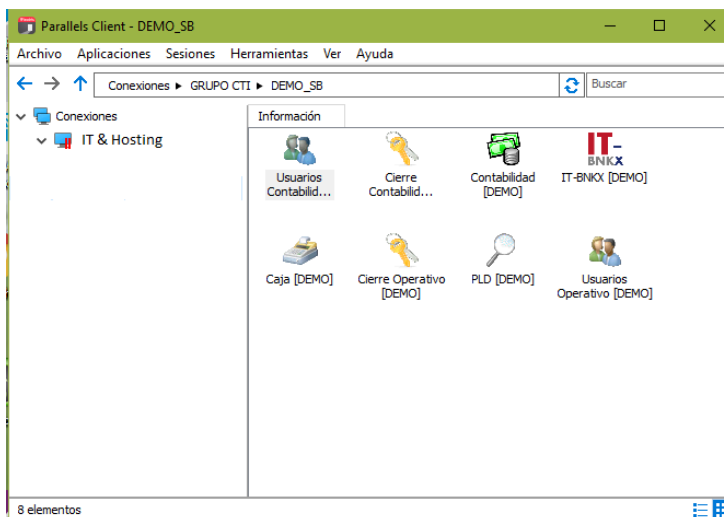 Parallels Client - DEMO_SB
Archivo Aplicaciones Sesiones Herramientas Ver Ayuda
Conexiones ▸ GRUPO CTI ▸ DEMO_SB
Buscar
Conexiones
IT & Hosting
Información
Usuarios
Contabilid...
Cierre
Contabilid...
Contabilidad
[DEMO]
IT-
BNKX
IT-BNKX [DEMO]
Caja [DEMO]
Cierre Operativo
[DEMO]
PLD [DEMO]
Usuarios
Operativo [DEMO]
8 elementos